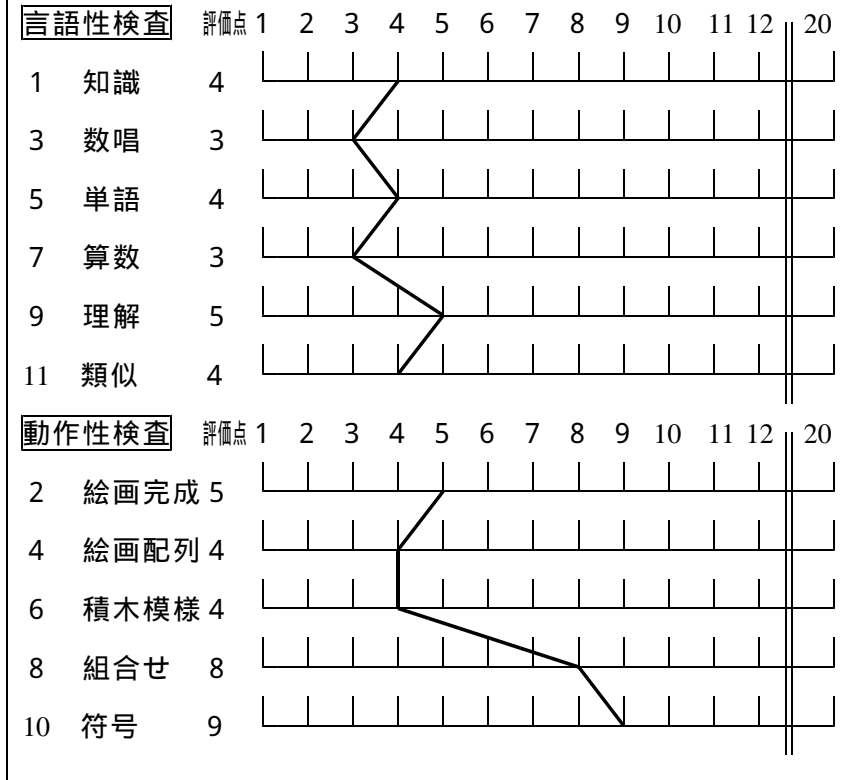 言語性検査 評価点 1 2 3 4 5 6 7 8 9 10 11 12 20
1 知識 4
3 数唱 3
5 単語 4
7 算数 3
9 理解 5
11 類似 4
動作性検査 評価点 1 2 3 4 5 6 7 8 9 10 11 12 20
2 絵画完成 5
4 絵画配列 4
6 積木模様 4
8 組合せ 8
10 符号 9